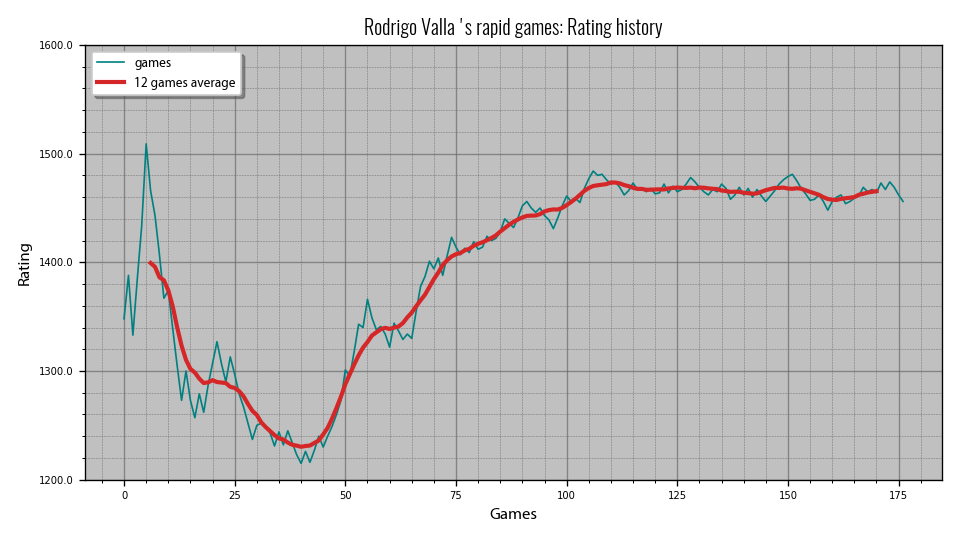 Rodrigo Valla 's rapid games: Rating history
games
12 games average
1600.0
1500.0
1400.0
1300.0
1200.0
Rating
0 25 50 75 100 125 150 175
Games